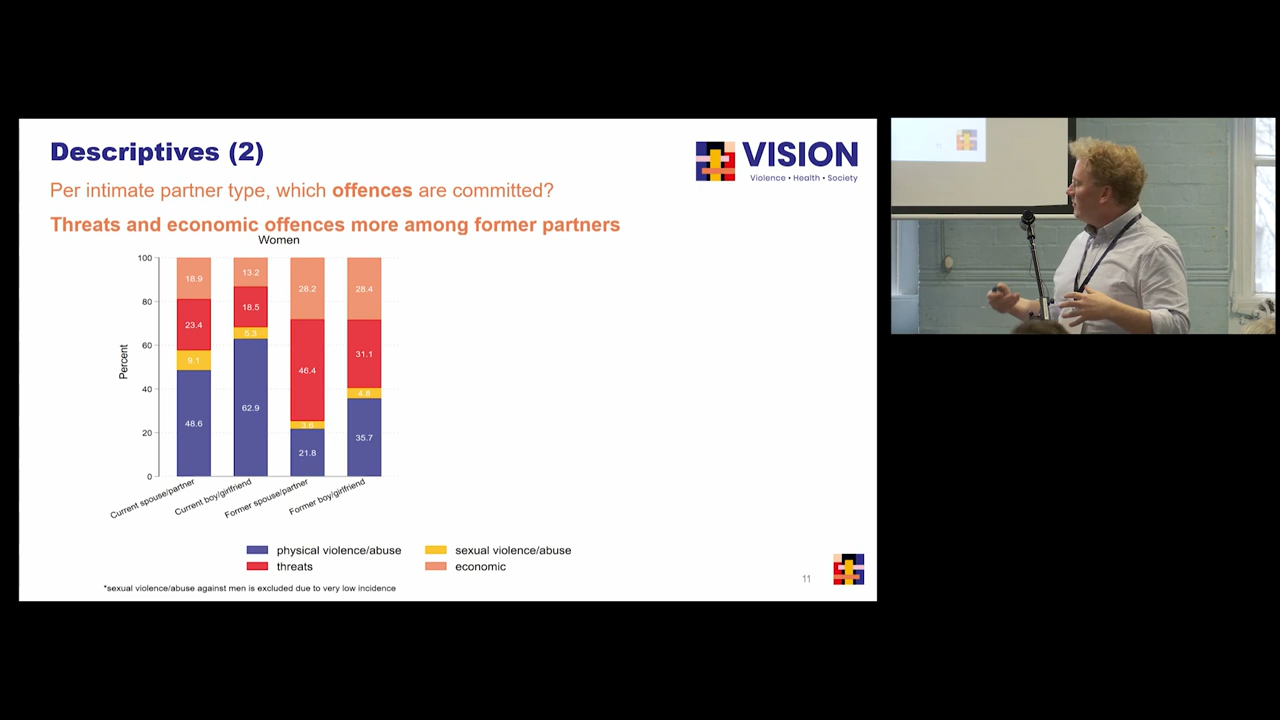 Descriptives (2)
VISION
Violence • Health • Society
Per intimate partner type, which offences are committed?
Threats and economic offences more among former partners
Women
100
80
60
40
20
0
Percent
18.9
23.4
9.1
48.6
13.2
18.5
5.3
62.9
28.2
46.4
3.6
21.8
28.4
31.1
4.8
35.7
Current spouse/partner
Current boy/girlfriend
Former spouse/partner
Former boy/girlfriend
physical violence/abuse
sexual violence/abuse
threats
economic
*sexual violence/abuse against men is excluded due to very low incidence
11